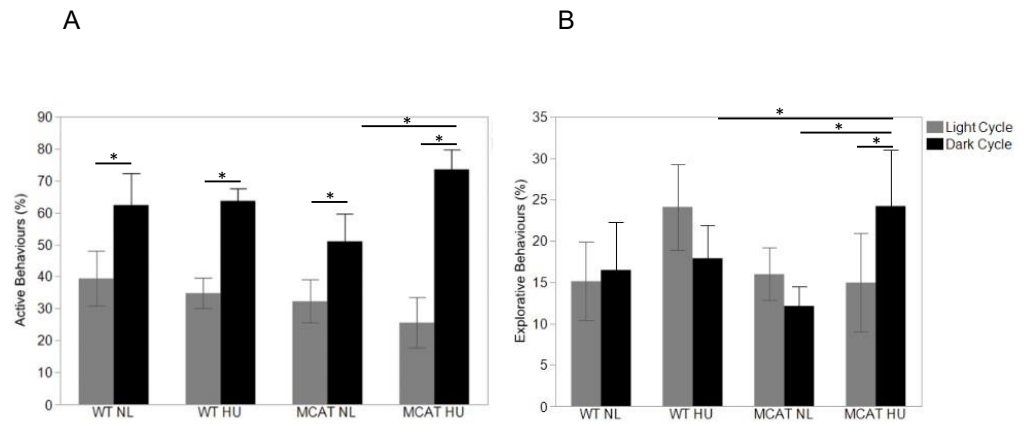 A
B
Active Behaviours (%)
90
80
70
60
50
40
30
20
10
0
*
*
*
*
*
WT NL
WT HU
MCAT NL
MCAT HU
Explorative Behaviours (%)
35
30
25
20
15
10
5
0
*
*
*
WT NL
WT HU
MCAT NL
MCAT HU
Light Cycle
Dark Cycle